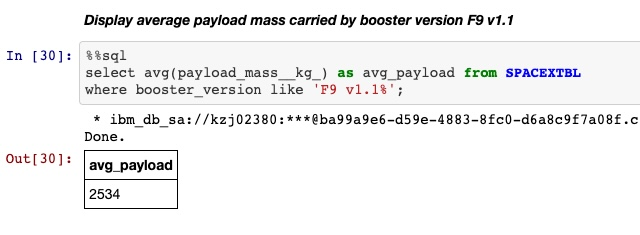 Display average payload mass carried by booster version F9 v1.1
In [30]: %%sql
select avg(payload_mass__kg_) as avg_payload from SPACEXTBL
where booster_version like 'F9 v1.1%';
* ibm_db_sa://kzj02380:***@ba99a9e6-d59e-4883-8fc0-d6a8c9f7a08f.c
Done.
Out[30]: avg_payload
2534